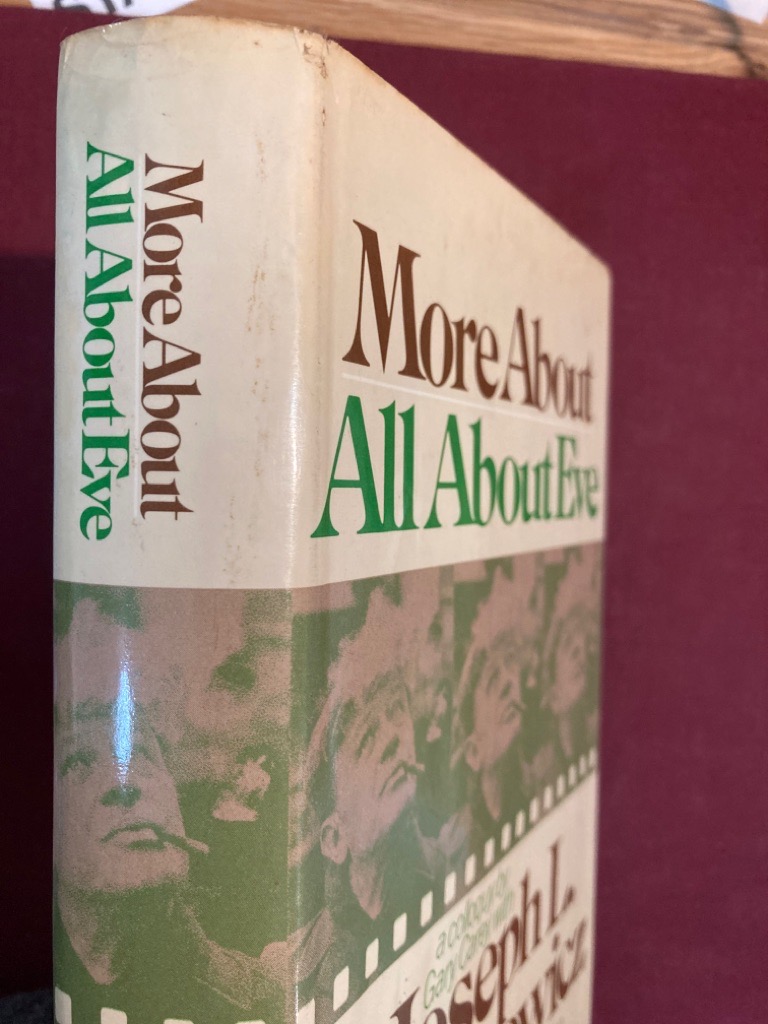 More About
All About Eve
More About
All About Eve
a colloquy by
Gary Carey with
Joseph L.